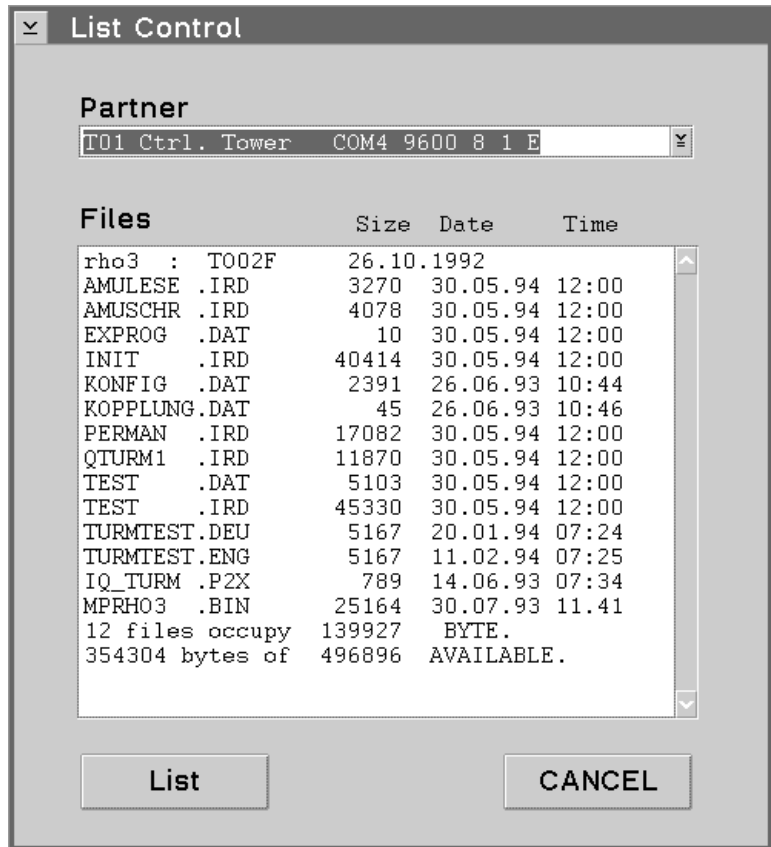 List Control
Partner
T01 Ctrl. Tower   COM4 9600 8 1 E
Files   Size  Date   Time
rho3  :  TO02F      26.10.1992
AMULESE .IRD      3270  30.05.94 12:00
AMUSCHR .IRD      4078  30.05.94 12:00
EXPROG  .DAT        10  30.05.94 12:00
INIT    .IRD     40414  30.05.94 12:00
KONFIG  .DAT      2391  26.06.93 10:44
KOPPLUNG.DAT        45  26.06.93 10:46
PERMAN  .IRD     17082  30.05.94 12:00
QTURM1  .IRD     11870  30.05.94 12:00
TEST    .DAT      5103  30.05.94 12:00
TEST    .IRD     45330  30.05.94 12:00
TURMTEST.DEU      5167  20.01.94 07:24
TURMTEST.ENG      5167  11.02.94 07:25
IQ_TURM .P2X       789  14.06.93 07:34
MPRHO3  .BIN     25164  30.07.93 11.41
12 files occupy  139927   BYTE.
354304 bytes of  496896  AVAILABLE.
List   CANCEL